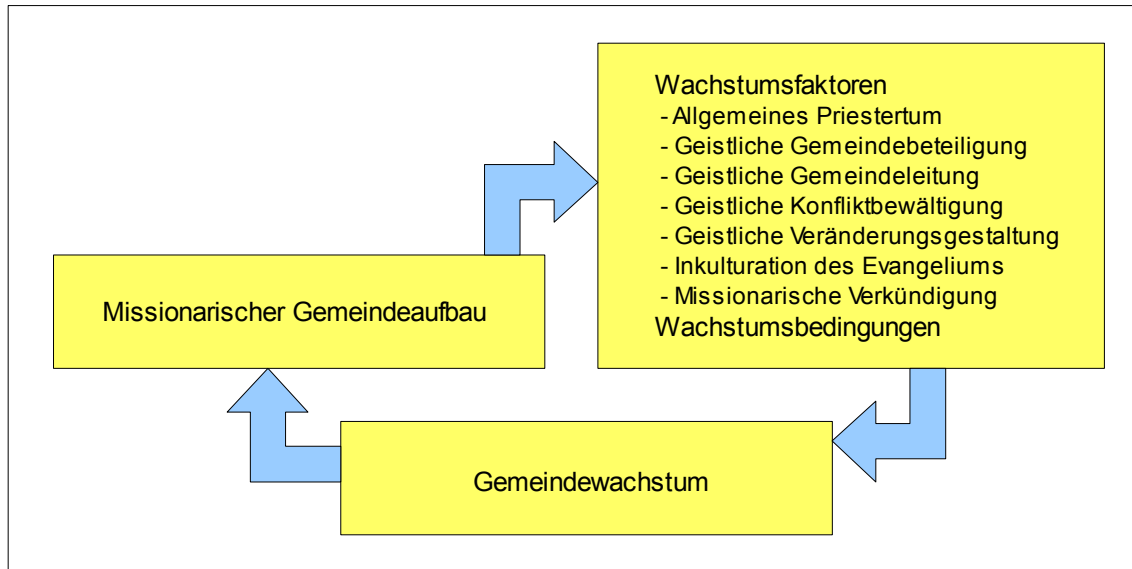 Wachstumsfaktoren
- Allgemeines Priestertum
- Geistliche Gemeindebeteiligung
- Geistliche Gemeindeleitung
- Geistliche Konfliktbewältigung
- Geistliche Veränderungsgestaltung
- Inkulturation des Evangeliums
- Missionarische Verkündigung
Wachstumsbedingungen
Missionarischer Gemeindeaufbau
Gemeindewachstum